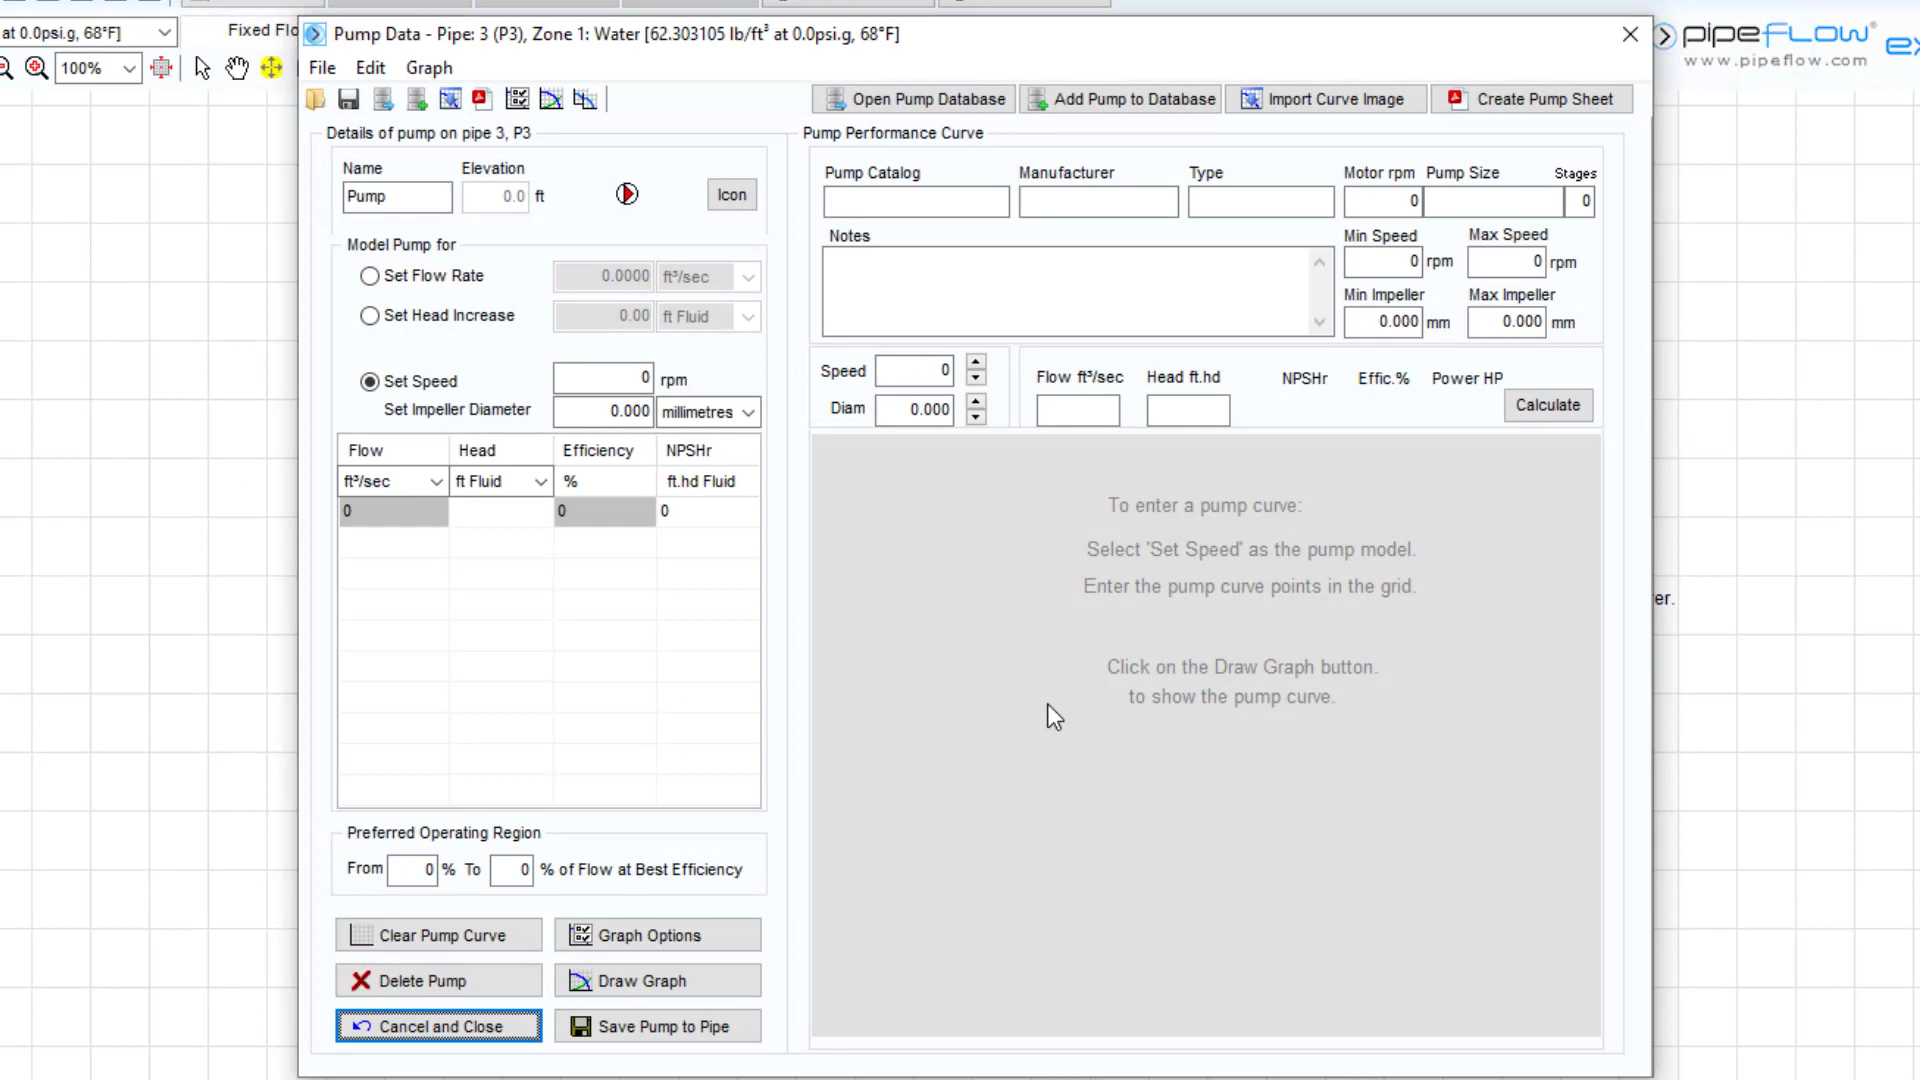 at 0.0psi.g, 68°F]
Fixed Flo
100%
Pump Data - Pipe: 3 (P3), Zone 1: Water [62.303105 lb/ft³ at 0.0psi.g, 68°F]
pipeFLOW®
www.pipeflow.com
File Edit Graph
Open Pump Database Add Pump to Database Import Curve Image Create Pump Sheet
Details of pump on pipe 3, P3
Name Elevation
Pump 0.0 ft Icon
Model Pump for
Set Flow Rate 0.0000 ft³/sec
Set Head Increase 0.00 ft Fluid
Set Speed 0 rpm
Set Impeller Diameter 0.000 millimetres
Flow Head Efficiency NPSHr
ft³/sec ft Fluid % ft.hd Fluid
0 0 0
Preferred Operating Region
From 0 % To 0 % of Flow at Best Efficiency
Clear Pump Curve Graph Options
Delete Pump Draw Graph
Cancel and Close Save Pump to Pipe
Pump Performance Curve
Pump Catalog Manufacturer Type Motor rpm Pump Size Stages
0 0
Notes Min Speed Max Speed
0 rpm 0 rpm
Min Impeller Max Impeller
0.000 mm 0.000 mm
Speed 0
Diam 0.000
Flow ft³/sec Head ft.hd NPSHr Effic.% Power HP
Calculate
To enter a pump curve:
Select 'Set Speed' as the pump model.
Enter the pump curve points in the grid.
Click on the Draw Graph button.
to show the pump curve.
er.